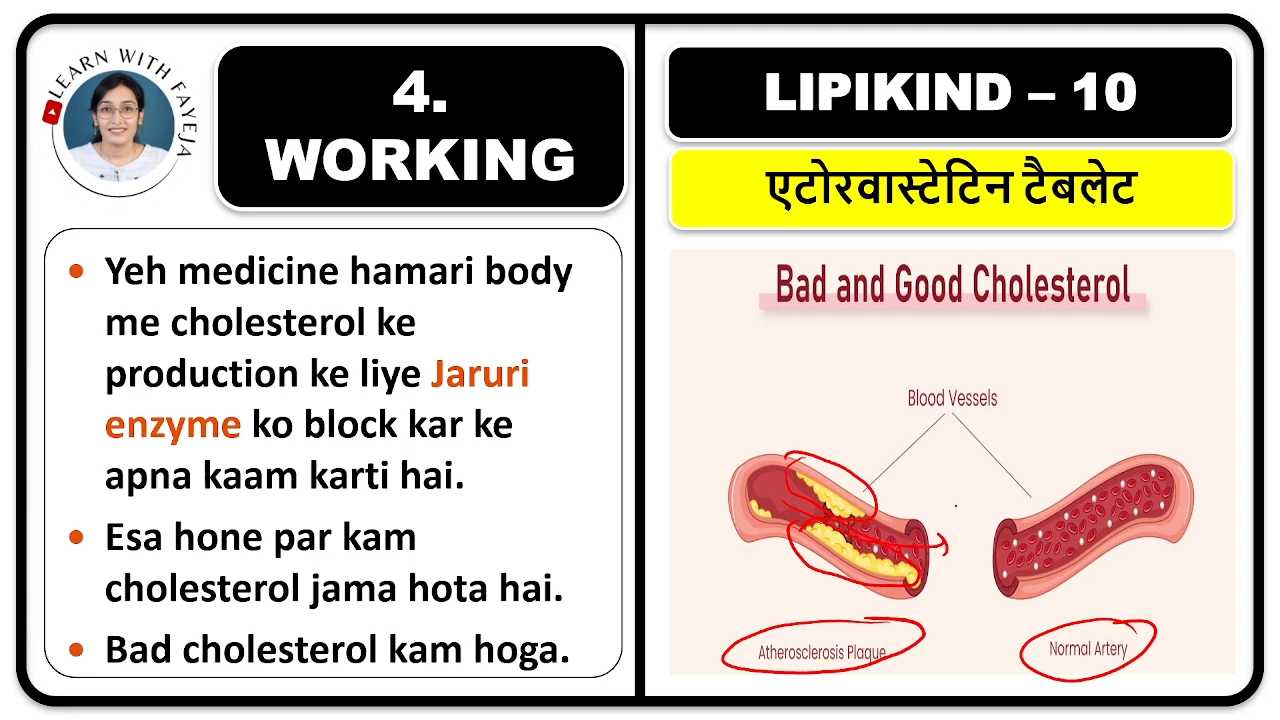 LEARN WITH FAYEJA
4.
WORKING
• Yeh medicine hamari body
me cholesterol ke
production ke liye Jaruri
enzyme ko block kar ke
apna kaam karti hai.
• Esa hone par kam
cholesterol jama hota hai.
• Bad cholesterol kam hoga.
LIPIKIND – 10
एटोरवास्टेटिन टैबलेट
Bad and Good Cholesterol
Blood Vessels
Atherosclerosis Plaque
Normal Artery